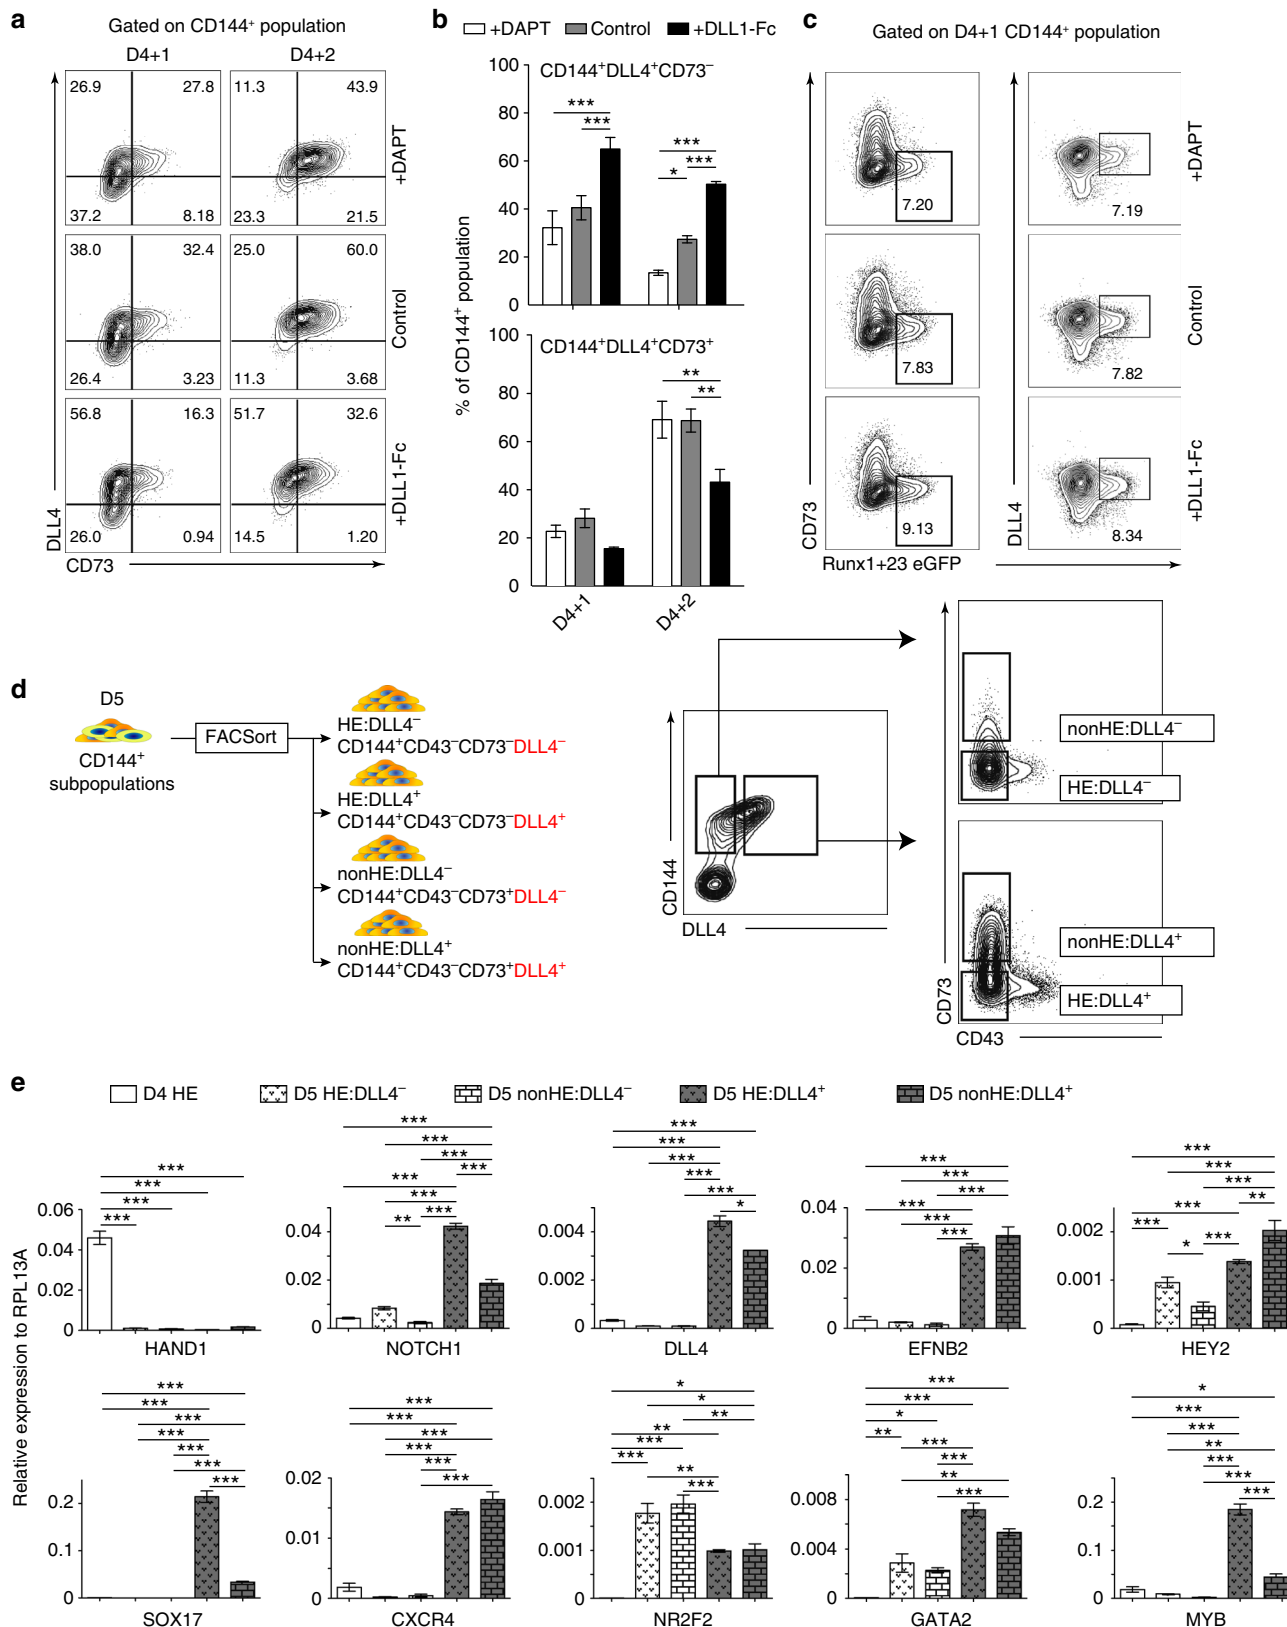 a
Gated on CD144⁺ population
D4+1
D4+2
26.9
27.8
37.2
8.18
11.3
43.9
23.3
21.5
+DAPT
38.0
32.4
26.4
3.23
25.0
60.0
11.3
3.68
Control
56.8
16.3
26.0
0.94
51.7
32.6
14.5
1.20
+DLL1-Fc
DLL4
CD73
b
+DAPT
Control
+DLL1-Fc
100
80
60
40
20
0
CD144⁺DLL4⁺CD73⁻
***
***
***
***
*
% of CD144⁺ population
100
80
60
40
20
0
CD144⁺DLL4⁺CD73⁺
**
**
D4+1
D4+2
c
Gated on D4+1 CD144⁺ population
7.20
7.19
+DAPT
7.83
7.82
Control
9.13
8.34
+DLL1-Fc
CD73
DLL4
Runx1+23 eGFP
d
D5
CD144⁺
subpopulations
FACSort
HE:DLL4⁻
CD144⁺CD43⁻CD73⁻DLL4⁻
HE:DLL4⁺
CD144⁺CD43⁻CD73⁻DLL4⁺
nonHE:DLL4⁻
CD144⁺CD43⁻CD73⁺DLL4⁻
nonHE:DLL4⁺
CD144⁺CD43⁻CD73⁺DLL4⁺
CD144
DLL4
nonHE:DLL4⁻
HE:DLL4⁻
nonHE:DLL4⁺
HE:DLL4⁺
CD73
CD43
e
D4 HE
D5 HE:DLL4⁻
D5 nonHE:DLL4⁻
D5 HE:DLL4⁺
D5 nonHE:DLL4⁺
Relative expression to RPL13A
***
***
***
***
0.06
0.04
0.02
0
HAND1
***
***
***
***
***
***
***
**
0.04
0.02
0
NOTCH1
***
***
***
***
***
*
4
2
0
DLL4
***
***
***
***
***
***
0.04
0.02
0
EFNB2
***
***
***
**
***
***
***
*
0.002
0.001
0
HEY2
***
***
***
***
***
***
***
0.2
0.1
0
SOX17
***
***
***
***
***
***
0.02
0.01
0
CXCR4
*
*
**
**
***
***
**
***
0.002
0.001
0
NR2F2
***
***
*
**
***
***
**
***
0.008
0.004
0
GATA2
*
***
***
**
***
***
***
0.2
0.1
0
MYB